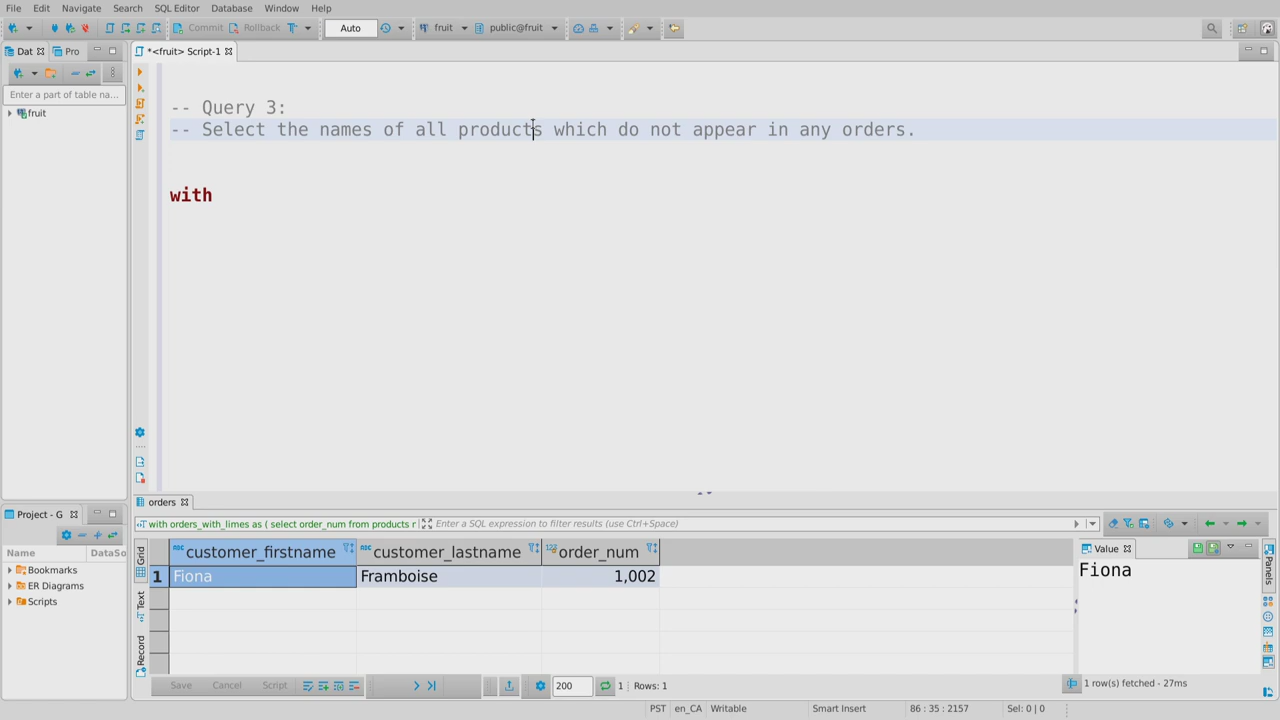 File Edit Navigate Search SQL Editor Database Window Help
Commit Rollback Auto fruit public@fruit
Dat Pro *<fruit> Script-1
Enter a part of table na...
fruit
-- Query 3:
-- Select the names of all products which do not appear in any orders.
with
Project - G
Name DataSo
Bookmarks
ER Diagrams
Scripts
orders
with orders_with_limes as ( select order_num from products r Enter a SQL expression to filter results (use Ctrl+Space)
Grid
Text
Record
customer_firstname customer_lastname order_num
1 Fiona Framboise 1,002
Value
Fiona
Panels
Save Cancel Script 200 1 Rows: 1
1 row(s) fetched - 27ms
PST en_CA Writable Smart Insert 86 : 35 : 2157 Sel: 0 | 0